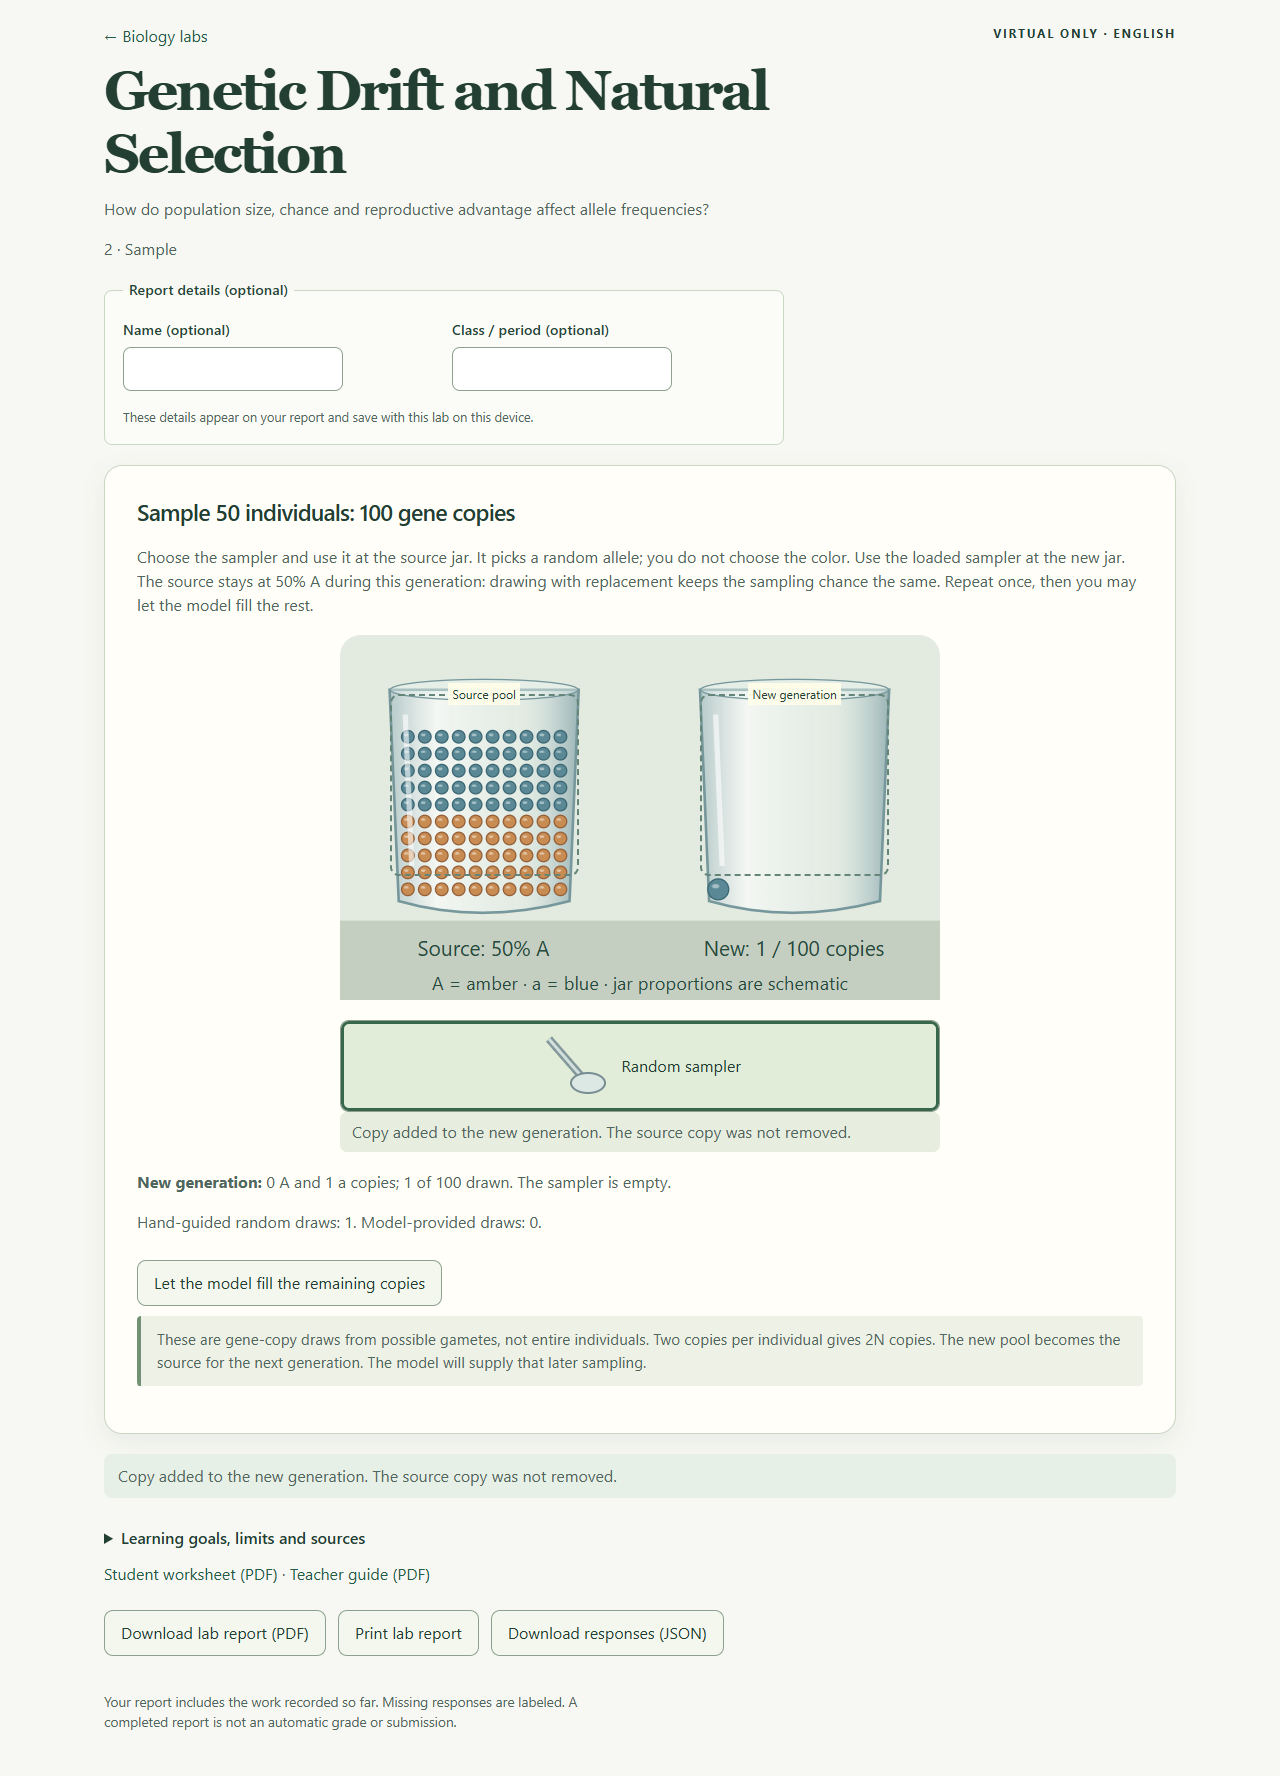 ← Biology labs
VIRTUAL ONLY · ENGLISH
Genetic Drift and Natural
Selection
How do population size, chance and reproductive advantage affect allele frequencies?
2 · Sample
Report details (optional)
Name (optional)
Class / period (optional)
These details appear on your report and save with this lab on this device.
Sample 50 individuals: 100 gene copies
Choose the sampler and use it at the source jar. It picks a random allele; you do not choose the color. Use the loaded sampler at the new jar.
The source stays at 50% A during this generation: drawing with replacement keeps the sampling chance the same. Repeat once, then you may
let the model fill the rest.
Source pool
New generation
Source: 50% A
New: 1 / 100 copies
A = amber · a = blue · jar proportions are schematic
Random sampler
Copy added to the new generation. The source copy was not removed.
New generation: 0 A and 1 a copies; 1 of 100 drawn. The sampler is empty.
Hand-guided random draws: 1. Model-provided draws: 0.
Let the model fill the remaining copies
These are gene-copy draws from possible gametes, not entire individuals. Two copies per individual gives 2N copies. The new pool becomes the
source for the next generation. The model will supply that later sampling.
Copy added to the new generation. The source copy was not removed.
▶ Learning goals, limits and sources
Student worksheet (PDF) · Teacher guide (PDF)
Download lab report (PDF)
Print lab report
Download responses (JSON)
Your report includes the work recorded so far. Missing responses are labeled. A
completed report is not an automatic grade or submission.